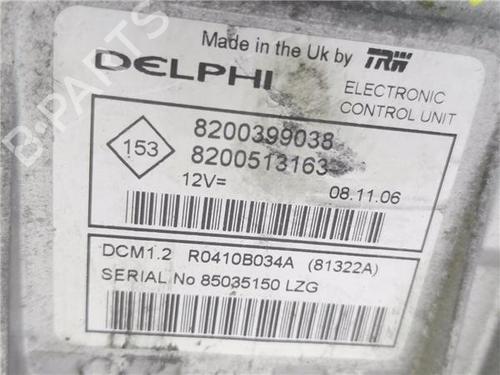 Made in the Uk by TRW
DELPHI
ELECTRONIC
CONTROL UNIT
153
8200399038
8200513163
12V=
08.11.06
DCM1.2 R0410B034A (81322A)
SERIAL No 85035150 LZG
B-PARTS